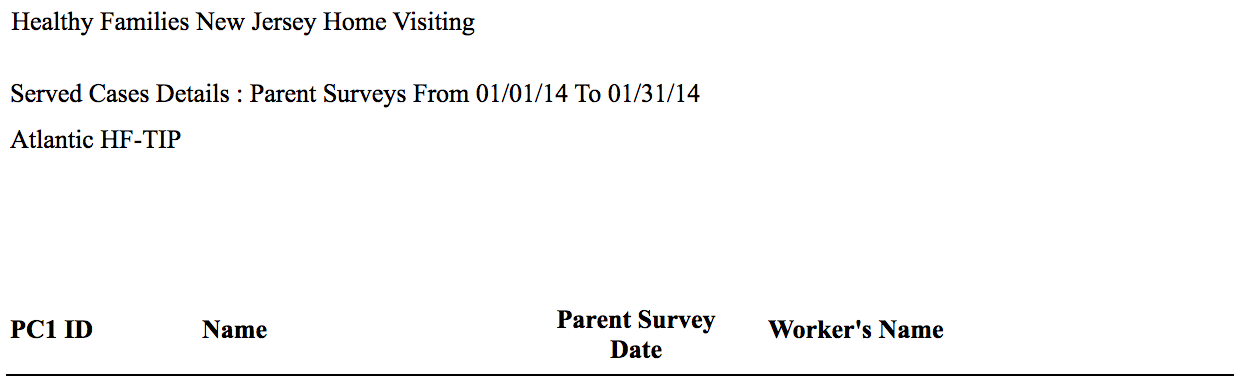 Healthy Families New Jersey Home Visiting
Served Cases Details : Parent Surveys From 01/01/14 To 01/31/14
Atlantic HF-TIP
PC1 ID Name Parent Survey Date Worker's Name